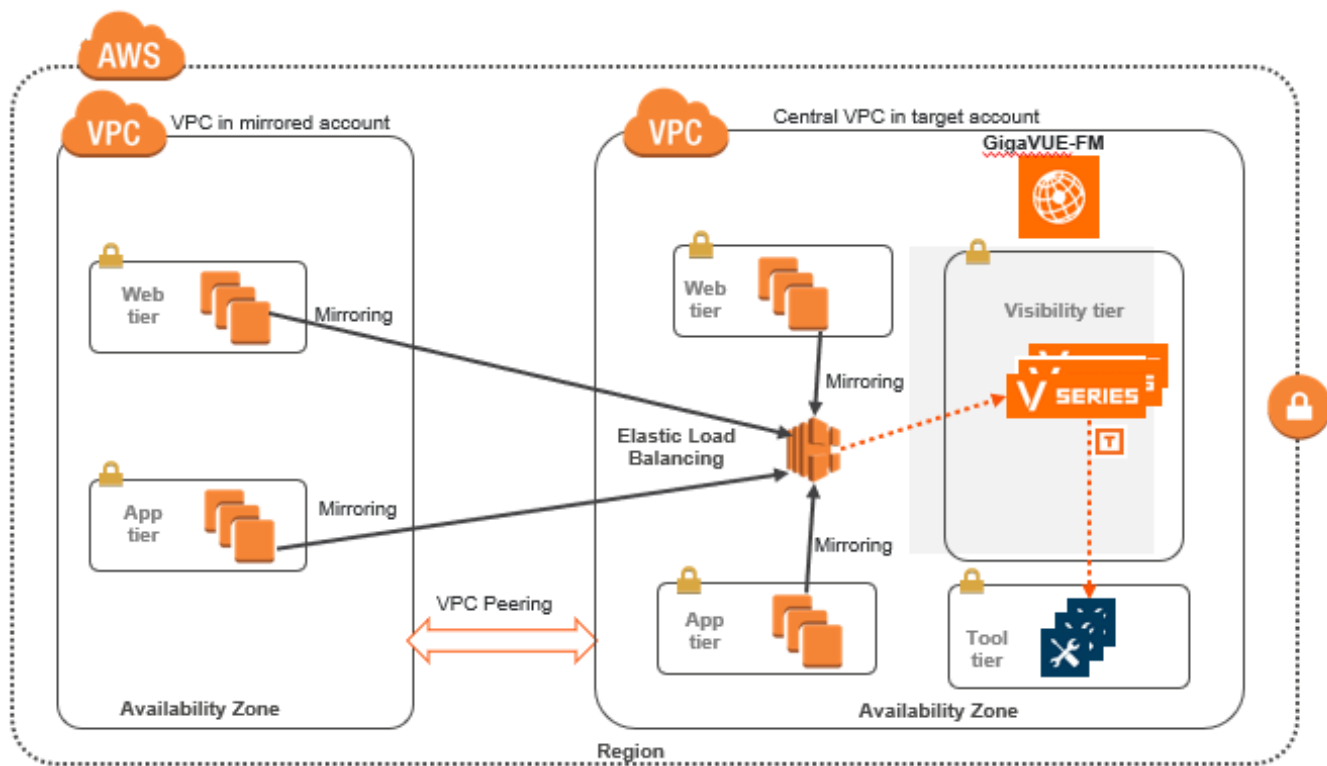 AWS
VPC
VPC in mirrored account
VPC
Central VPC in target account
GigaVUE-FM
Web
tier
Mirroring
Web
tier
Mirroring
Visibility tier
V SERIES
Elastic Load
Balancing
T
App
tier
Mirroring
Mirroring
VPC Peering
App
tier
Tool
tier
Availability Zone
Availability Zone
Region